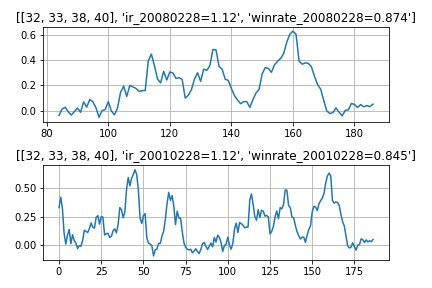 [[32, 33, 38, 40], 'ir_20080228=1.12', 'winrate_20080228=0.874']
0.6
0.4
0.2
0.0
80 100 120 140 160 180
[[32, 33, 38, 40], 'ir_20010228=1.12', 'winrate_20010228=0.845']
0.50
0.25
0.00
0 25 50 75 100 125 150 175